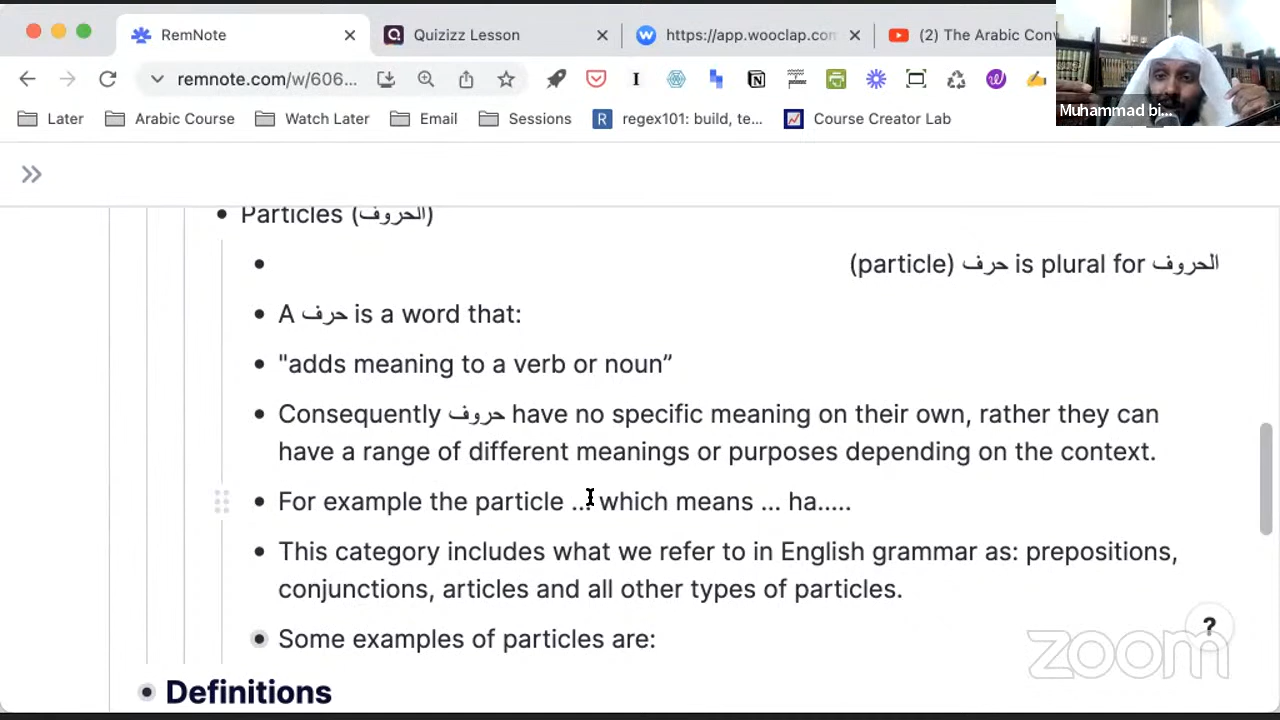 RemNote
Quizizz Lesson
https://app.wooclap.com
(2) The Arabic Con
remnote.com/w/606...
Later
Arabic Course
Watch Later
Email
Sessions
regex101: build, te...
Course Creator Lab
Muhammad bi...
Particles (الحروف)
الحروف is plural for حرف (particle)
A حرف is a word that:
"adds meaning to a verb or noun”
Consequently حروف have no specific meaning on their own, rather they can
have a range of different meanings or purposes depending on the context.
For example the particle ... which means ... ha.....
This category includes what we refer to in English grammar as: prepositions,
conjunctions, articles and all other types of particles.
Some examples of particles are:
?
zoom
Definitions